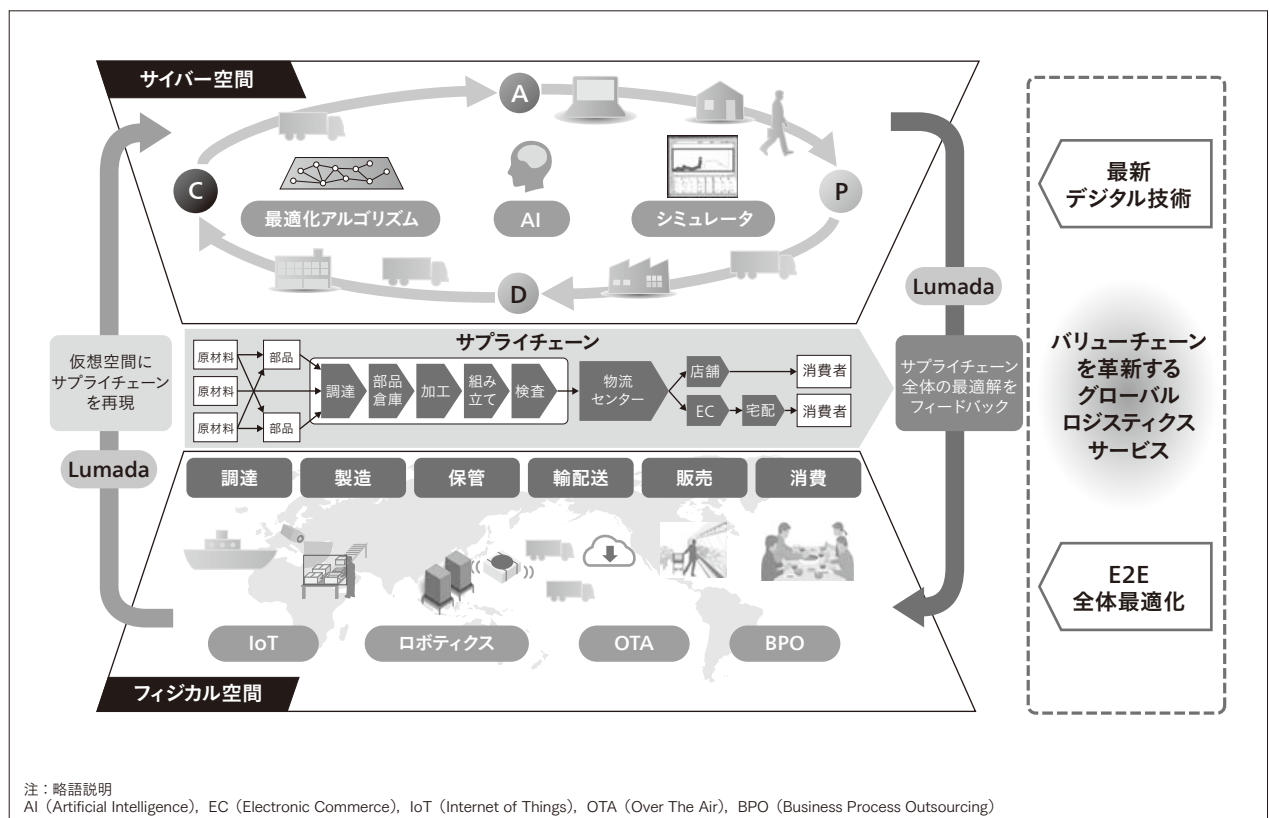 サイバー空間
A
C
P
D
最適化アルゴリズム
AI
シミュレータ
Lumada
仮想空間に
サプライチェーン
を再現
Lumada
サプライチェーン
原材料
原材料
原材料
部品
部品
調達
部品
倉庫
加工
組み
立て
検査
物流
センター
店舗
EC
宅配
消費者
消費者
サプライチェーン
全体の最適解を
フィードバック
調達
製造
保管
輸配送
販売
消費
IoT
ロボティクス
OTA
BPO
フィジカル空間
最新
デジタル技術
バリューチェーン
を革新する
グローバル
ロジスティクス
サービス
E2E
全体最適化
注：略語説明
AI（Artificial Intelligence），EC（Electronic Commerce），IoT（Internet of Things），OTA（Over The Air），BPO（Business Process Outsourcing）